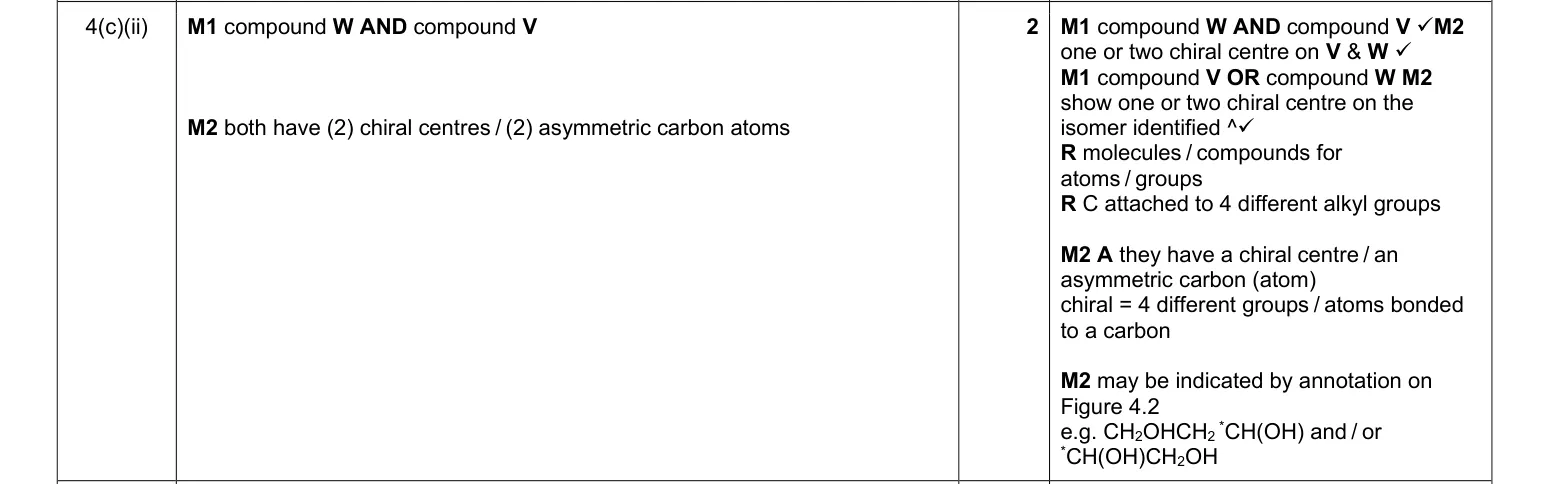 4(c)(ii)
M1 compound W AND compound V
M2 both have (2) chiral centres / (2) asymmetric carbon atoms
2
M1 compound W AND compound V ✓M2
one or two chiral centre on V & W ✓
M1 compound V OR compound W M2
show one or two chiral centre on the
isomer identified ^✓
R molecules / compounds for
atoms / groups
R C attached to 4 different alkyl groups
M2 A they have a chiral centre / an
asymmetric carbon (atom)
chiral = 4 different groups / atoms bonded
to a carbon
M2 may be indicated by annotation on
Figure 4.2
e.g. CH₂OHCH₂ *CH(OH) and / or
*CH(OH)CH₂OH